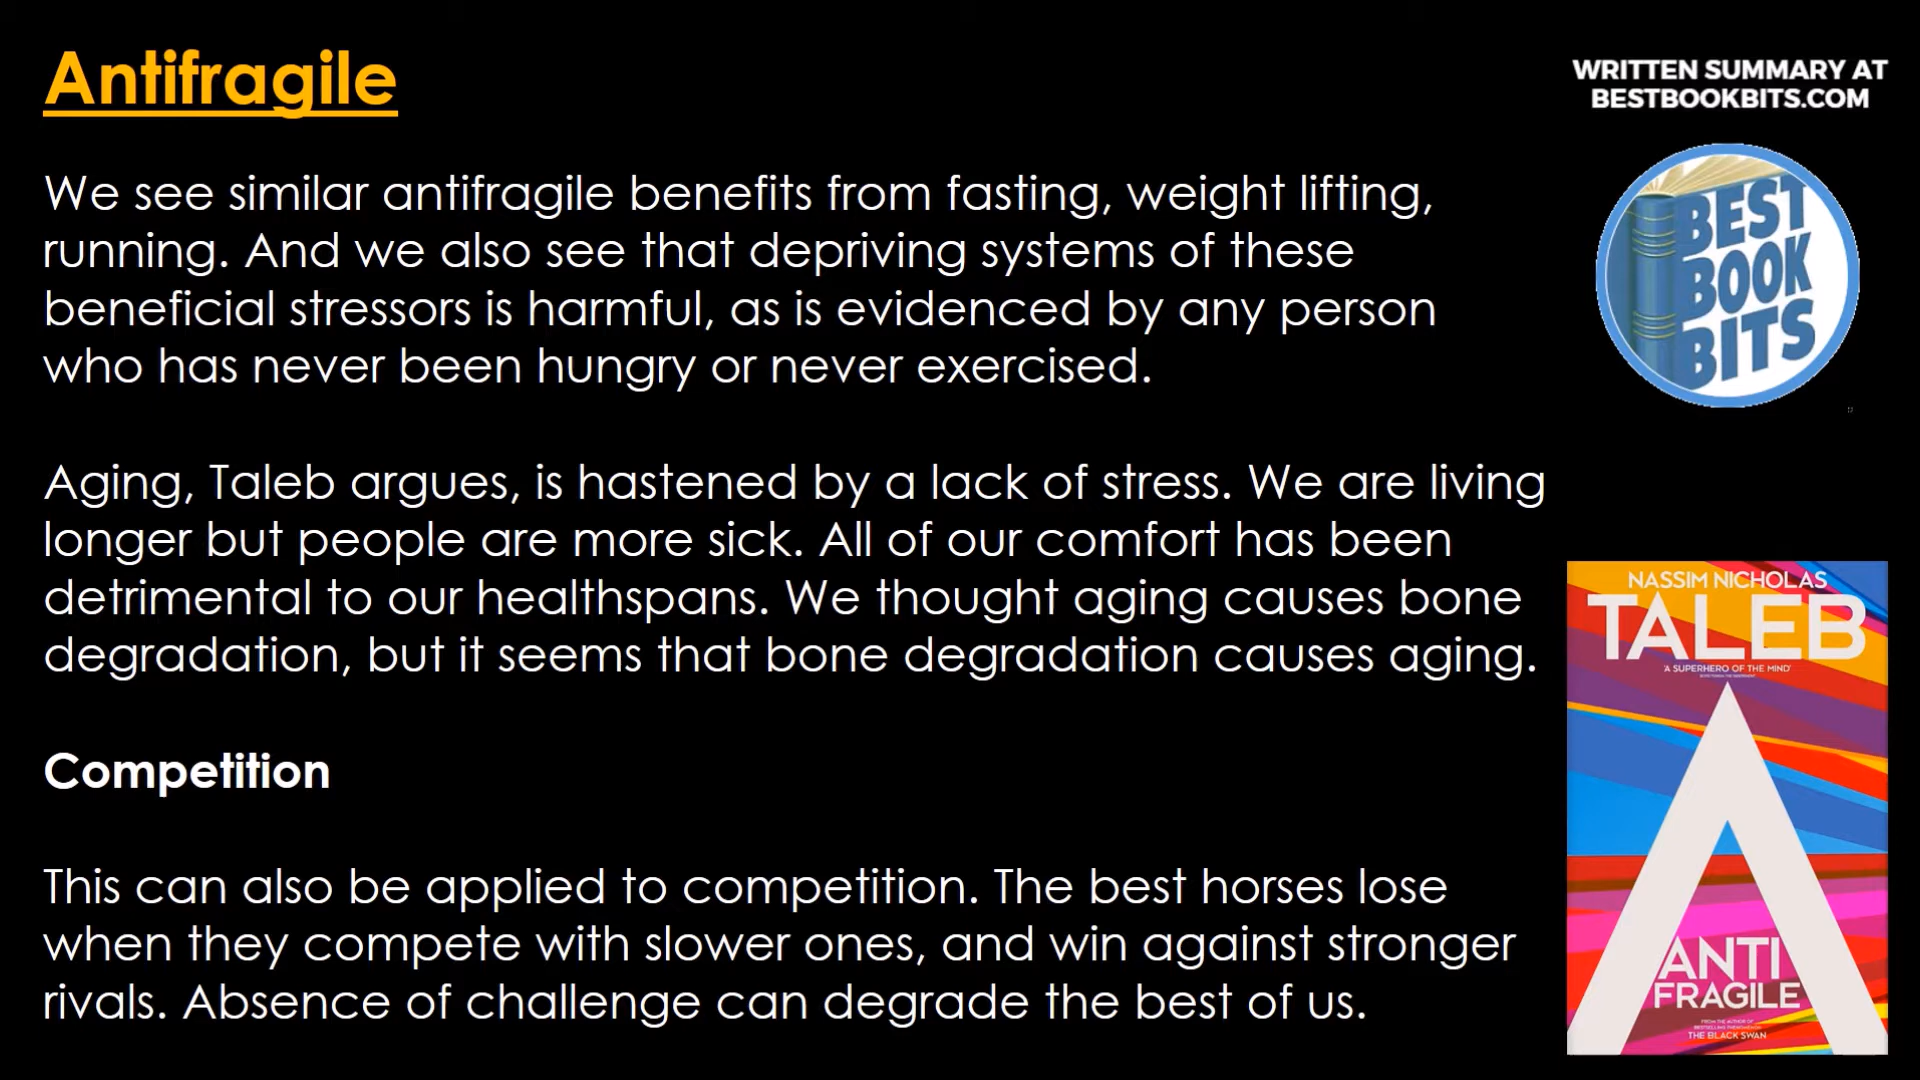 Antifragile
WRITTEN SUMMARY AT
BESTBOOKBITS.COM
We see similar antifragile benefits from fasting, weight lifting,
running. And we also see that depriving systems of these
beneficial stressors is harmful, as is evidenced by any person
who has never been hungry or never exercised.
Aging, Taleb argues, is hastened by a lack of stress. We are living
longer but people are more sick. All of our comfort has been
detrimental to our healthspans. We thought aging causes bone
degradation, but it seems that bone degradation causes aging.
Competition
This can also be applied to competition. The best horses lose
when they compete with slower ones, and win against stronger
rivals. Absence of challenge can degrade the best of us.
BEST
BOOK
BITS
NASSIM NICHOLAS
TALEB
'A SUPERHERO OF THE MIND'
ANTI
FRAGILE
FROM THE AUTHOR OF
BESTSELLING PHENOMENON
THE BLACK SWAN